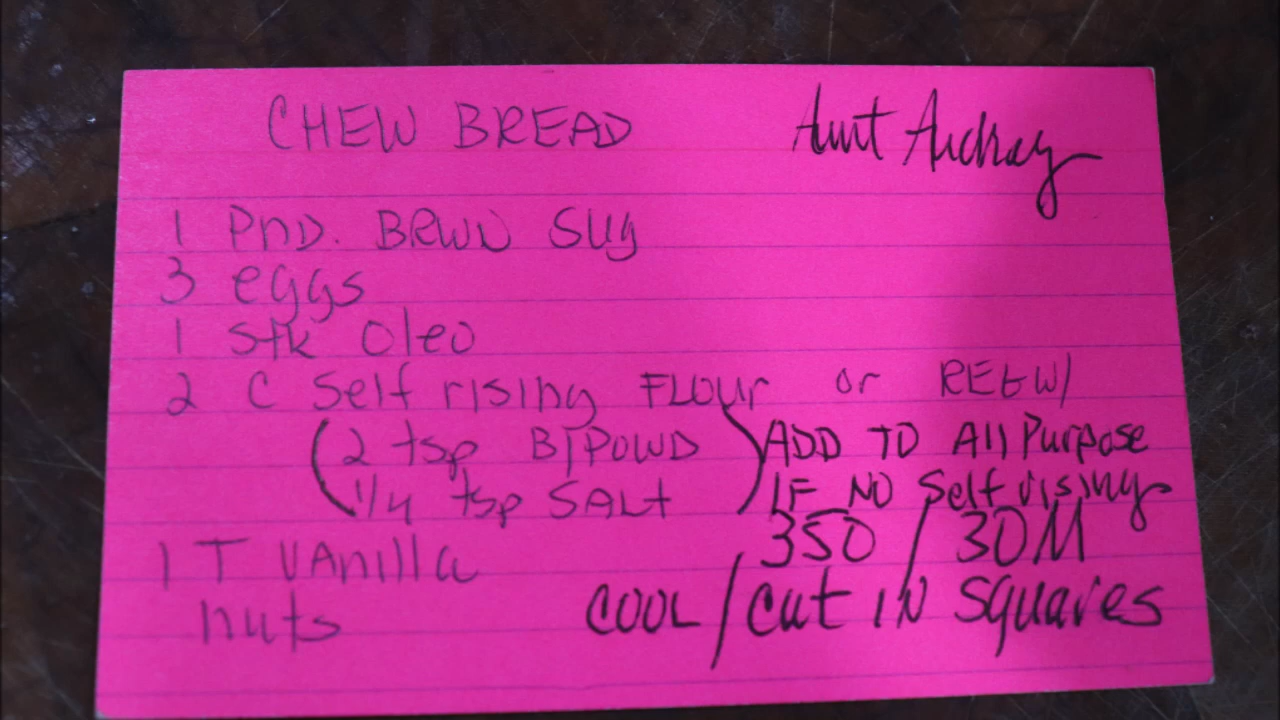 CHEW BREAD Aunt Audray
1 PnD. BRWN Sug
3 eggs
1 Stk Oleo
2 C Self rising FLOUr or REG W/
(2 tsp B/POWD
1/4 tsp SALt)
ADD TO All Purpose
IF NO Self rising
350 / 30M
1 T VAnilla
nuts
COOL / Cut IN Squares